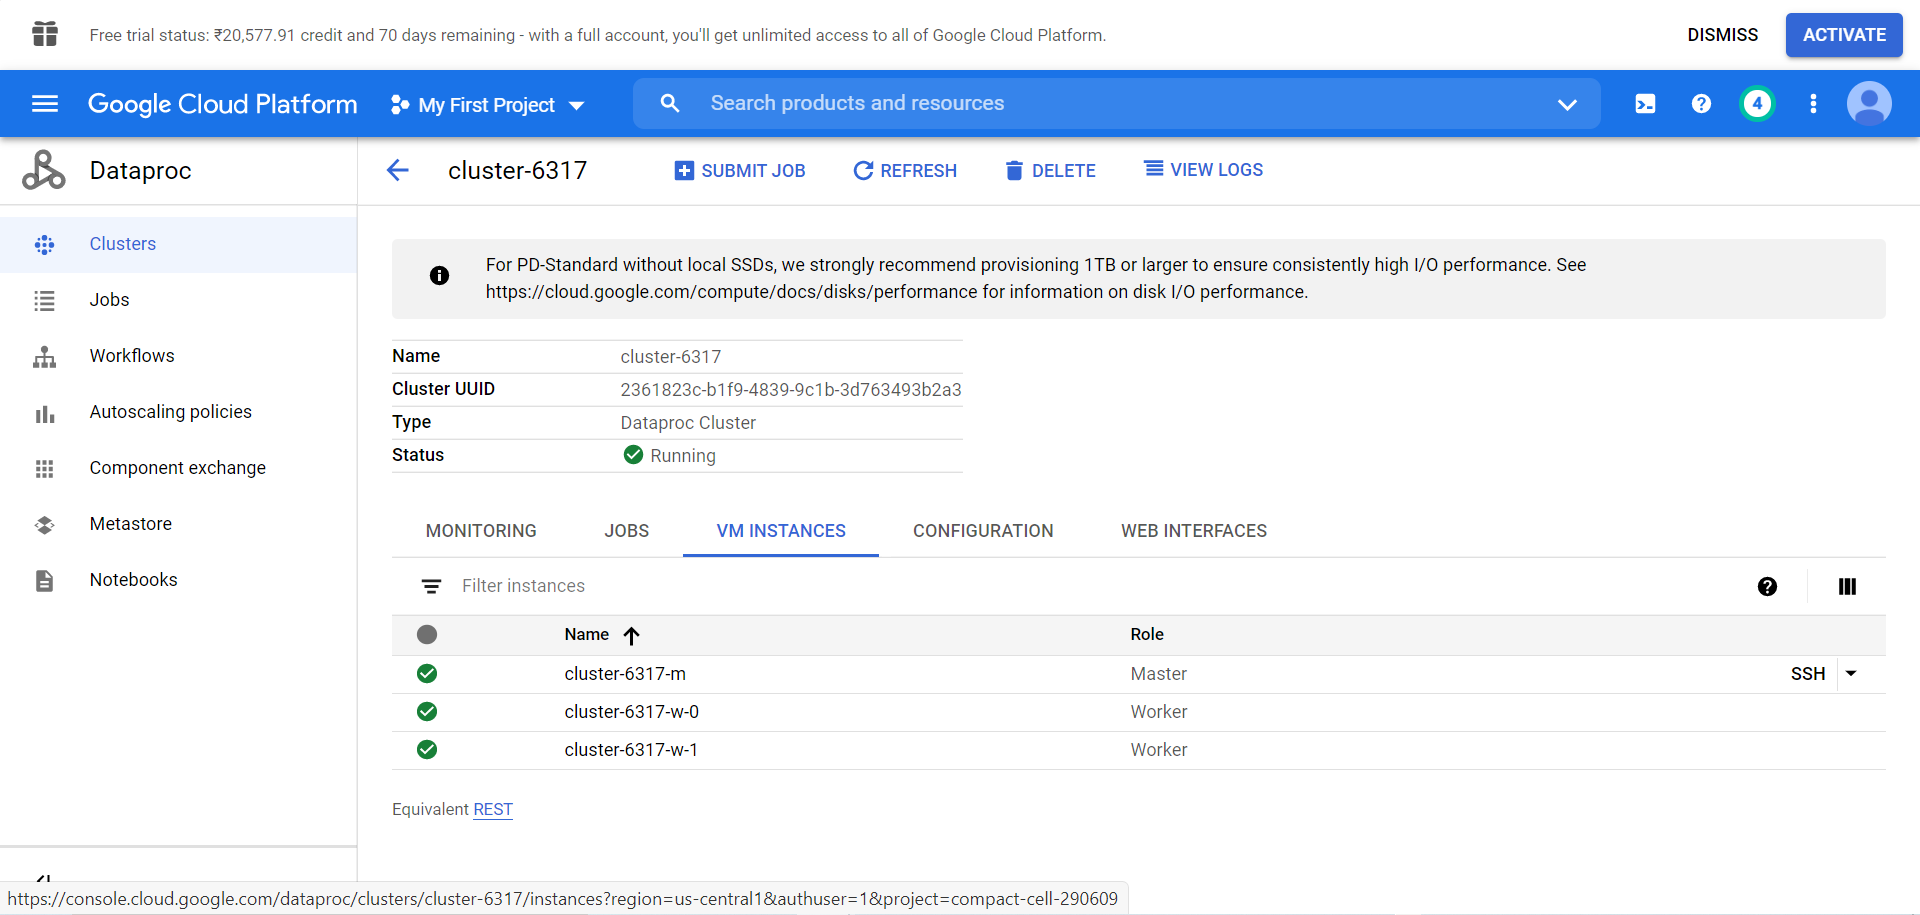 Free trial status: ₹20,577.91 credit and 70 days remaining - with a full account, you'll get unlimited access to all of Google Cloud Platform.
DISMISS
ACTIVATE
Google Cloud Platform
My First Project
Search products and resources
4
Dataproc
cluster-6317
SUBMIT JOB
REFRESH
DELETE
VIEW LOGS
Clusters
Jobs
Workflows
Autoscaling policies
Component exchange
Metastore
Notebooks
For PD-Standard without local SSDs, we strongly recommend provisioning 1TB or larger to ensure consistently high I/O performance. See
https://cloud.google.com/compute/docs/disks/performance for information on disk I/O performance.
Name cluster-6317
Cluster UUID 2361823c-b1f9-4839-9c1b-3d763493b2a3
Type Dataproc Cluster
Status Running
MONITORING JOBS VM INSTANCES CONFIGURATION WEB INTERFACES
Filter instances
Name Role
cluster-6317-m Master SSH
cluster-6317-w-0 Worker
cluster-6317-w-1 Worker
Equivalent REST
https://console.cloud.google.com/dataproc/clusters/cluster-6317/instances?region=us-central1&authuser=1&project=compact-cell-290609